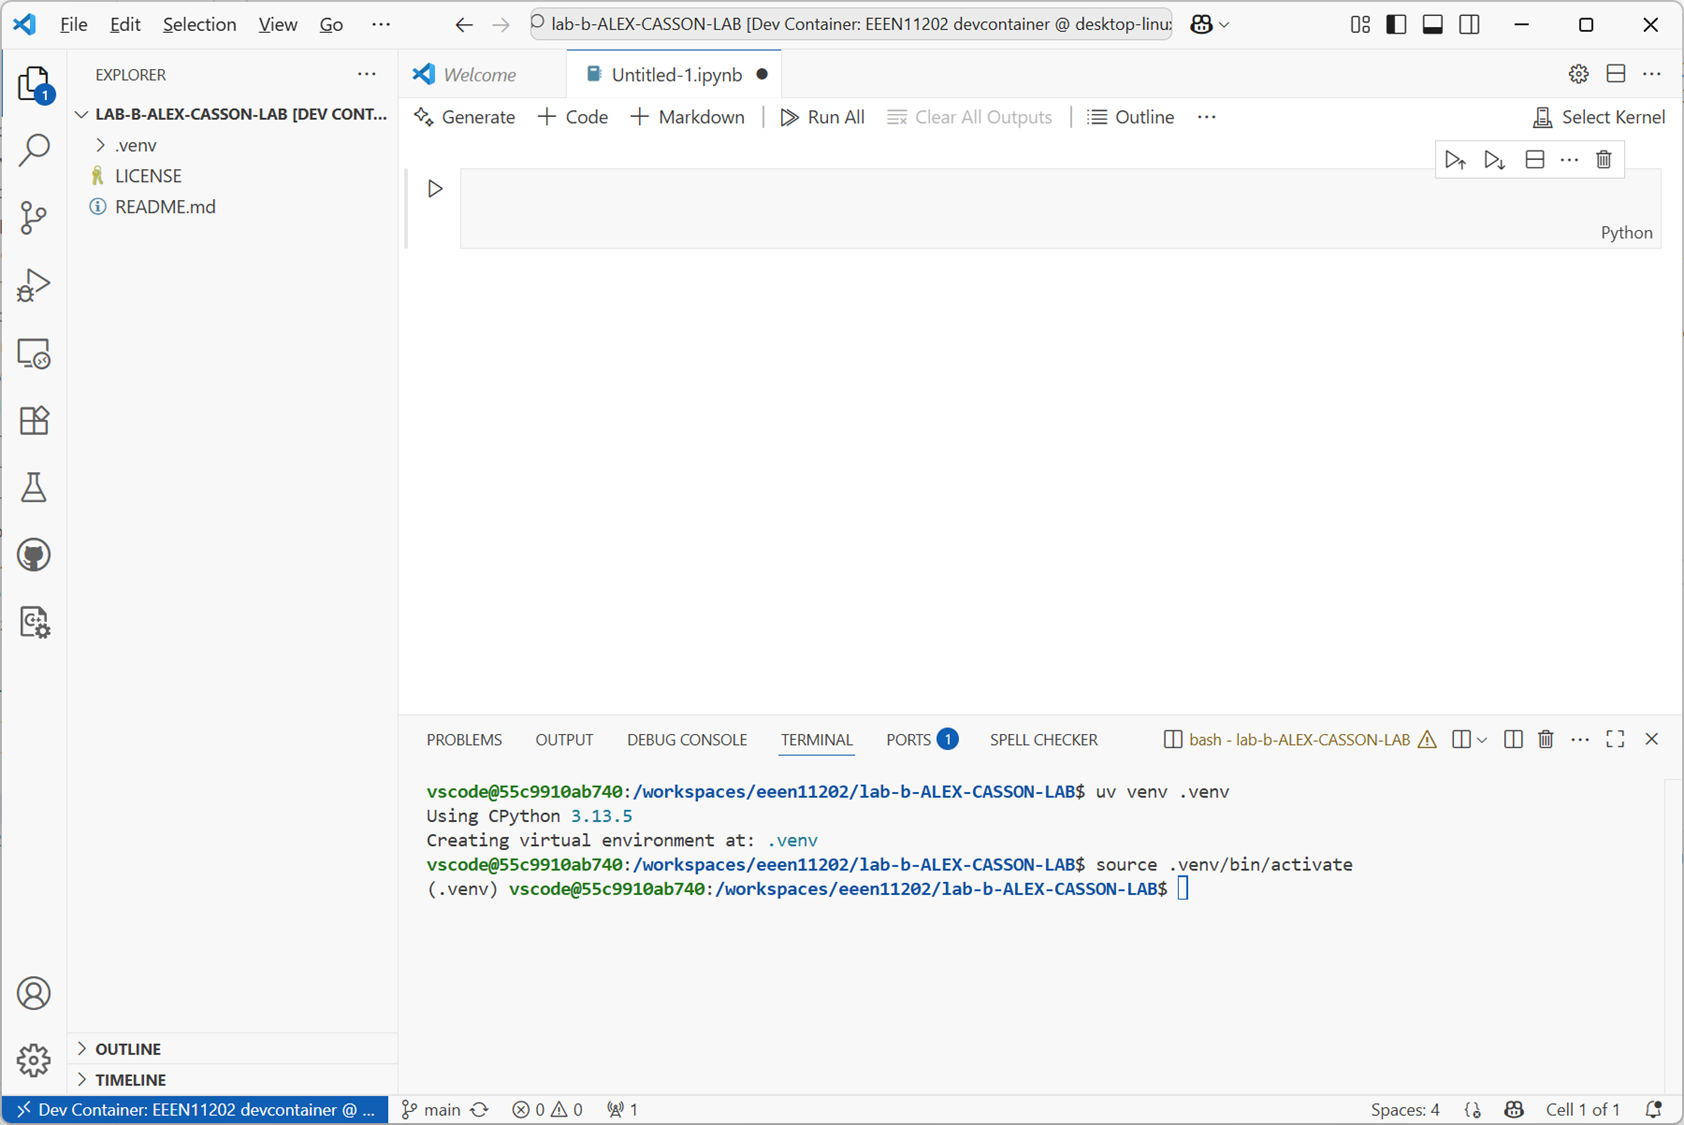 File Edit Selection View Go ···
lab-b-ALEX-CASSON-LAB [Dev Container: EEEN11202 devcontainer @ desktop-linux
EXPLORER ···
1
LAB-B-ALEX-CASSON-LAB [DEV CONT...
.venv
LICENSE
README.md
Welcome
Untitled-1.ipynb
Generate + Code + Markdown Run All Clear All Outputs Outline ···
Select Kernel
Python
PROBLEMS OUTPUT DEBUG CONSOLE TERMINAL PORTS 1 SPELL CHECKER
bash - lab-b-ALEX-CASSON-LAB
vscode@55c9910ab740:/workspaces/eeen11202/lab-b-ALEX-CASSON-LAB$ uv venv .venv
Using CPython 3.13.5
Creating virtual environment at: .venv
vscode@55c9910ab740:/workspaces/eeen11202/lab-b-ALEX-CASSON-LAB$ source .venv/bin/activate
(.venv) vscode@55c9910ab740:/workspaces/eeen11202/lab-b-ALEX-CASSON-LAB$
OUTLINE
TIMELINE
Dev Container: EEEN11202 devcontainer @ ...
main
0 0
1
Spaces: 4
Cell 1 of 1